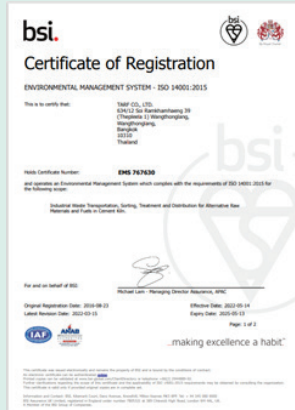 bsi.
bsi
Certificate of Registration
ENVIRONMENTAL MANAGEMENT SYSTEM - ISO 14001:2015
This is to certify that:
TARF CO., LTD.
634/12 Soi Ramkhamhaeng 39
(Thepleela 1) Wangthonglang,
Wangthonglang,
Bangkok
10310
Thailand
Holds Certificate Number:
EMS 767630
and operates an Environmental Management System which complies with the requirements of ISO 14001:2015 for
the following scope:
Industrial Waste Transportation, Sorting, Treatment and Distribution for Alternative Raw
Materials and Fuels in Cement Kiln.
For and on behalf of BSI:
Michael Lam - Managing Director Assurance, APAC
Original Registration Date: 2016-08-23
Effective Date: 2022-05-14
Latest Revision Date: 2022-03-15
Expiry Date: 2025-05-13
Page: 1 of 2
IAF
ANAB
...making excellence a habit